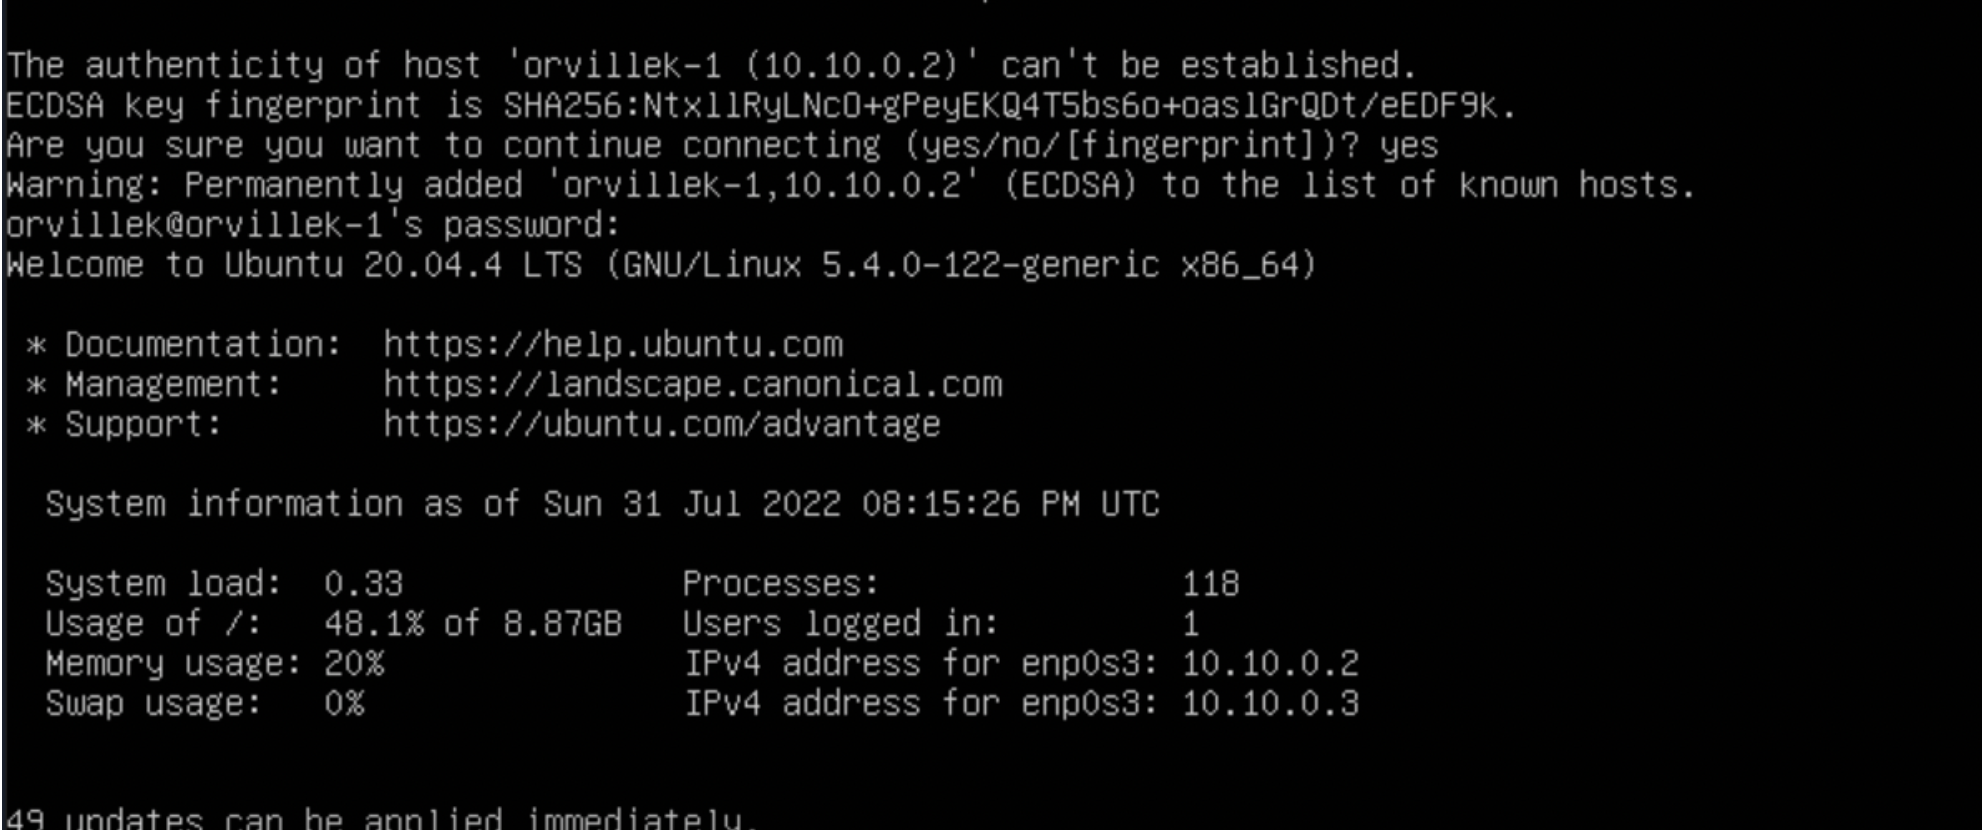 The authenticity of host 'orvillek-1 (10.10.0.2)' can't be established.
ECDSA key fingerprint is SHA256:NtxllRyLNcO+gPeyEKQ4T5bs6o+oaslGrQDt/eEDF9k.
Are you sure you want to continue connecting (yes/no/[fingerprint])? yes
Warning: Permanently added 'orvillek-1,10.10.0.2' (ECDSA) to the list of known hosts.
orvillek@orvillek-1's password:
Welcome to Ubuntu 20.04.4 LTS (GNU/Linux 5.4.0-122-generic x86_64)
* Documentation: https://help.ubuntu.com
* Management: https://landscape.canonical.com
* Support: https://ubuntu.com/advantage
System information as of Sun 31 Jul 2022 08:15:26 PM UTC
System load: 0.33 Processes: 118
Usage of /: 48.1% of 8.87GB Users logged in: 1
Memory usage: 20% IPv4 address for enp0s3: 10.10.0.2
Swap usage: 0% IPv4 address for enp0s3: 10.10.0.3
49 updates can be applied immediately.